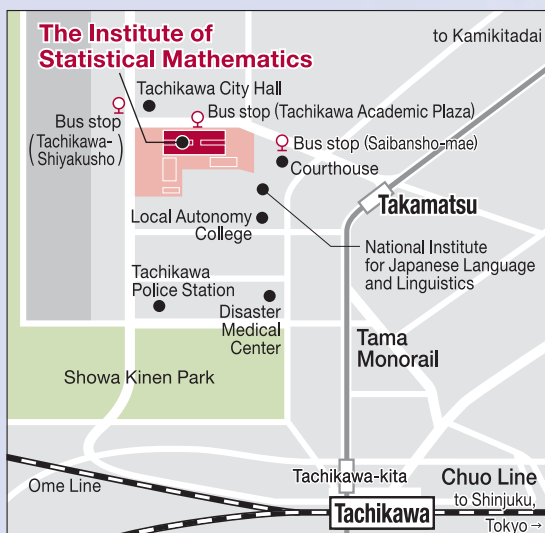 The Institute of
Statistical Mathematics
to Kamikitadai
Tachikawa City Hall
Bus stop (Tachikawa Academic Plaza)
Bus stop
(Tachikawa-
Shiyakusho)
Bus stop (Saibansho-mae)
Courthouse
Takamatsu
Local Autonomy
College
National Institute
for Japanese Language
and Linguistics
Tachikawa
Police Station
Disaster
Medical
Center
Tama
Monorail
Showa Kinen Park
Tachikawa-kita
Chuo Line
to Shinjuku,
Tokyo→
Ome Line
Tachikawa